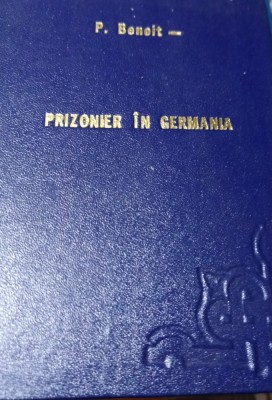 P. Benoit —
PRIZONIER ÎN GERMANIA